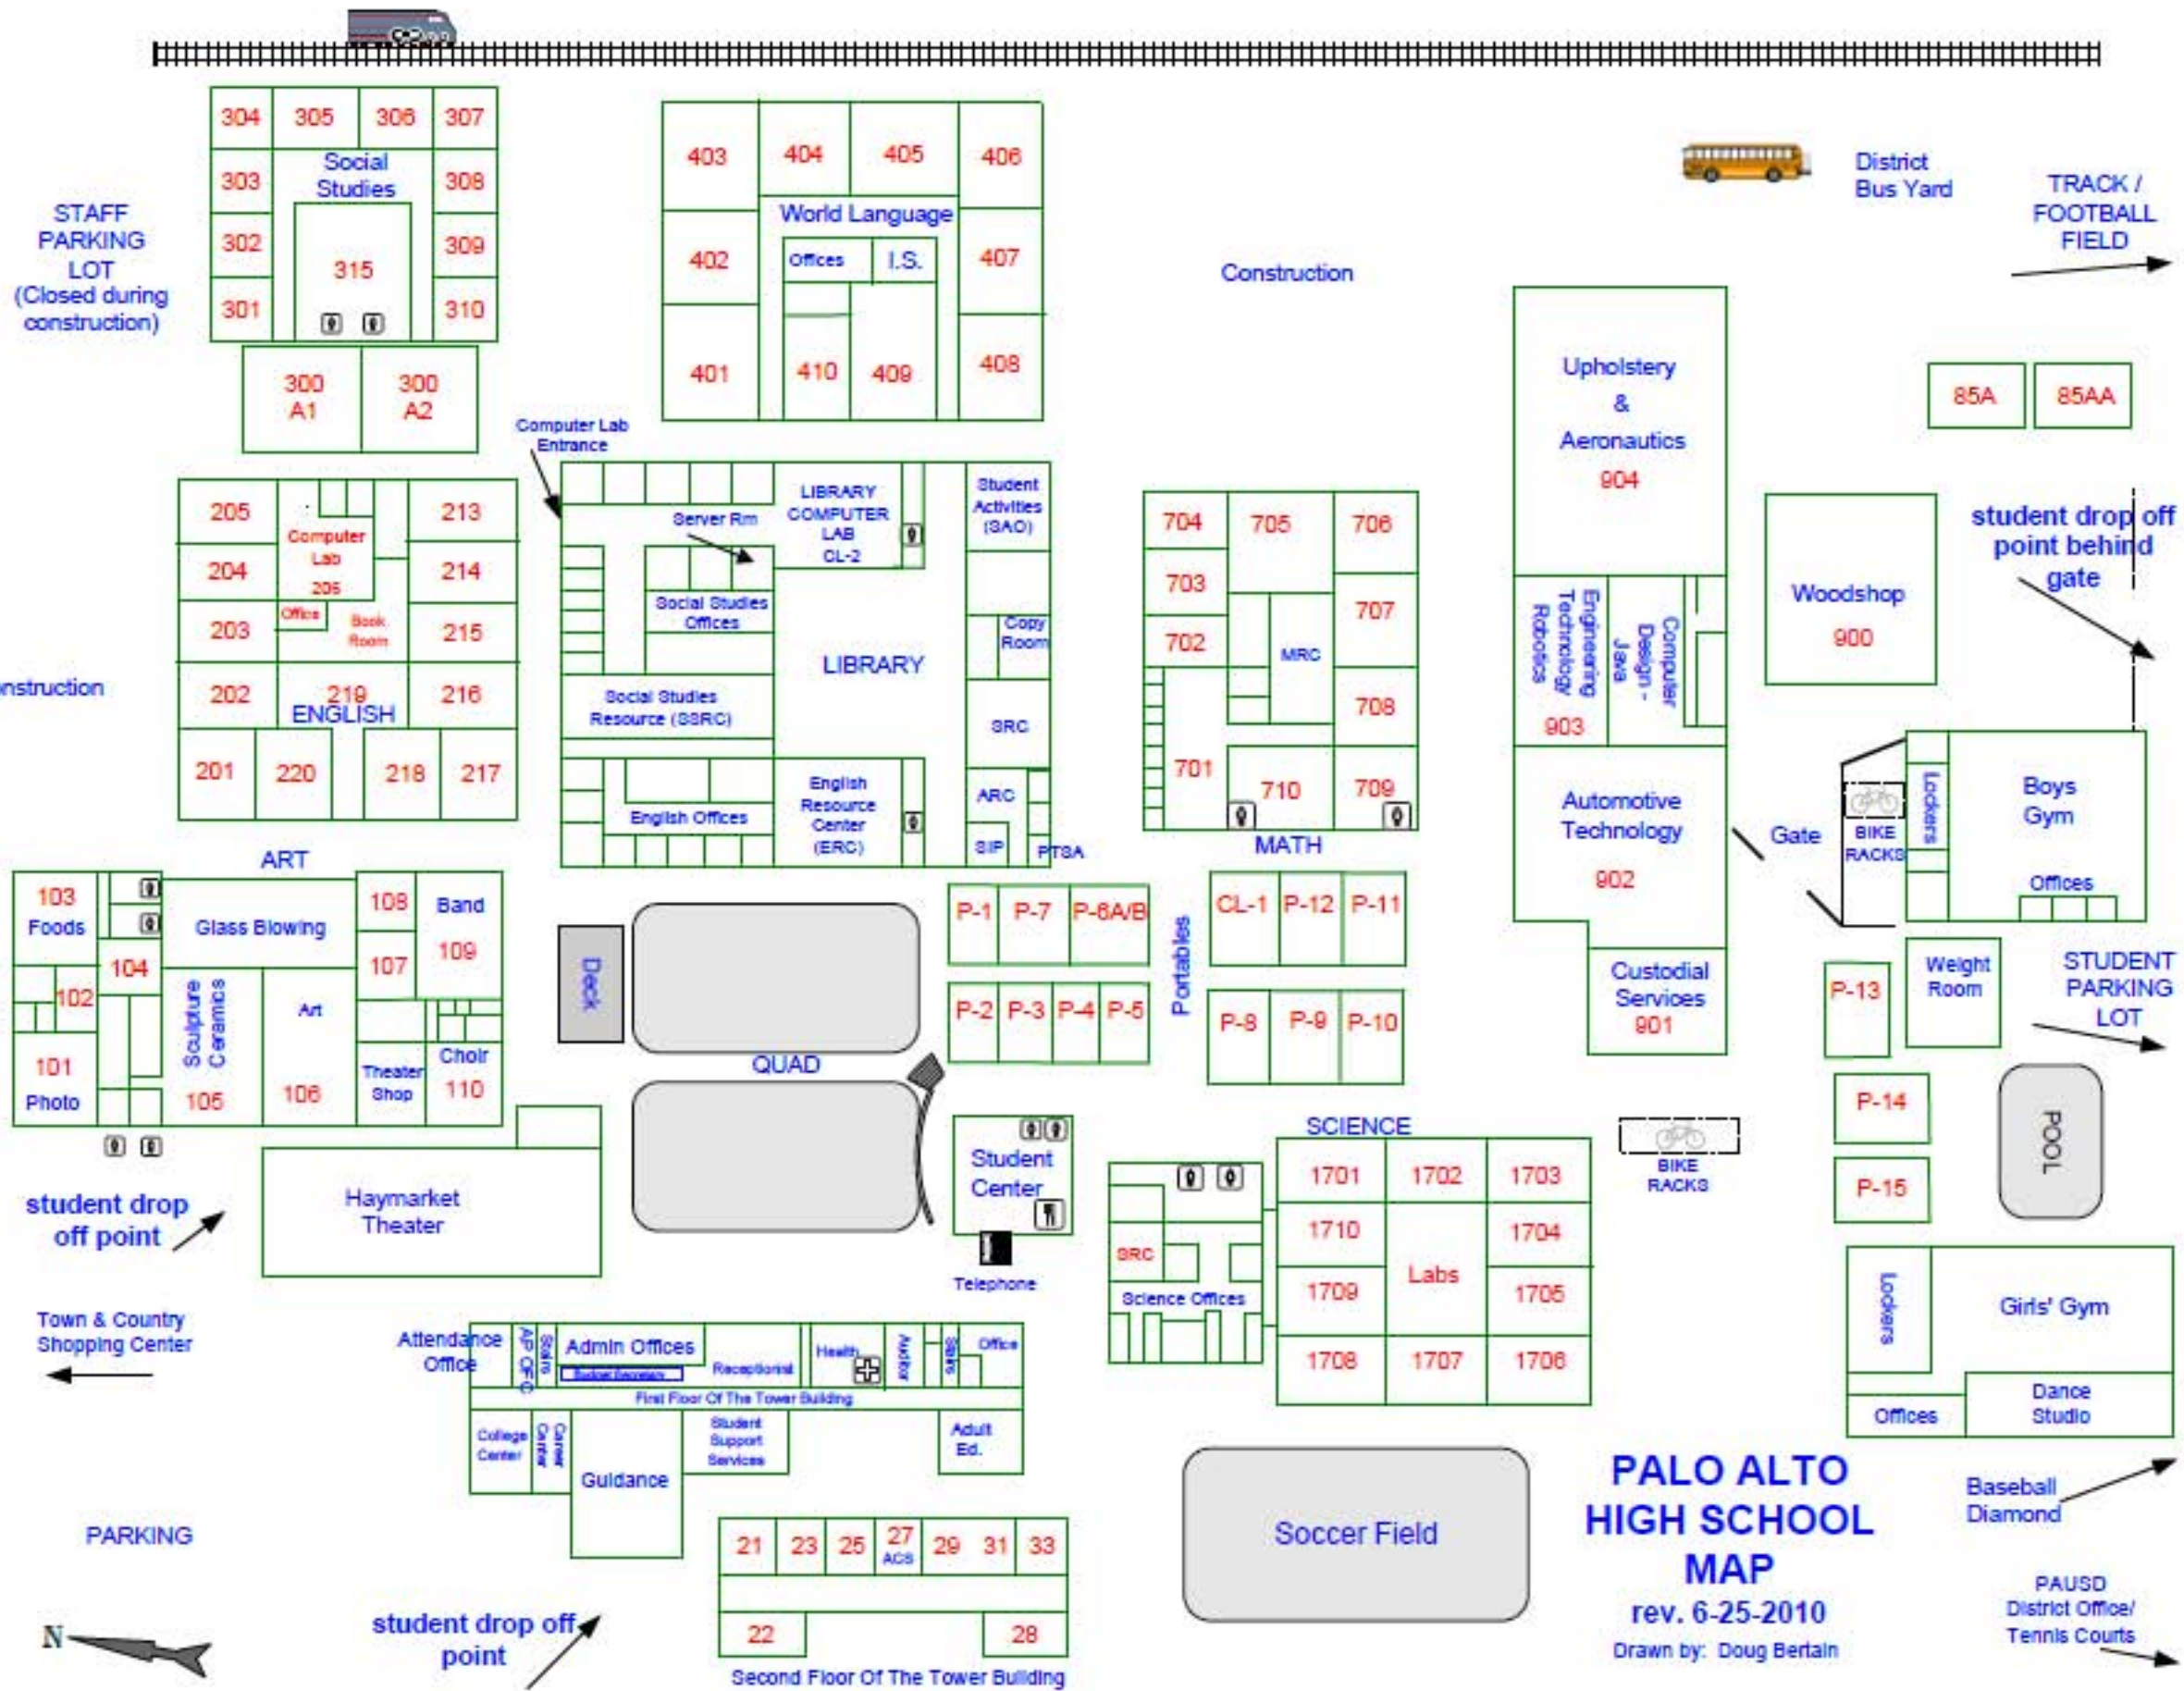 304 305 306 307
303
Social
Studies
308
302
315
309
301
310
300
A1
300
A2
STAFF
PARKING
LOT
(Closed during
construction)
403 404 405 406
World Language
402
Offices I.S.
407
401 410 409 408
Construction
District
Bus Yard
TRACK /
FOOTBALL
FIELD
Upholstery
&
Aeronautics
904
85A 85AA
Computer Lab
Entrance
205
204
203
202
201
Computer
Lab
205
Office
Book
Room
219
ENGLISH
213
214
215
216
220 218 217
nstruction
Server Rm
LIBRARY
COMPUTER
LAB
CL-2
Student
Activities
(SAO)
Social Studies
Offices
Copy
Room
LIBRARY
Social Studies
Resource (SSRC)
SRC
English Offices
English
Resource
Center
(ERC)
ARC
SIP
PTSA
704 705 706
703
702
MRC
707
708
701 710 709
MATH
Engineering
Technology
Robotics
903
Computer
Design -
Java
Woodshop
900
student drop off
point behind
gate
Automotive
Technology
902
Gate
BIKE
RACKS
Lockers
Boys
Gym
Offices
Custodial
Services
901
P-13
Weight
Room
STUDENT
PARKING
LOT
ART
103
Foods
Glass Blowing
108
Band
109
104
107
102
Sculpture
Ceramics
105
Art
106
101
Photo
Theater
Shop
Choir
110
Deck
QUAD
P-1 P-7 P-6A/B
P-2 P-3 P-4 P-5
Portables
CL-1 P-12 P-11
P-8 P-9 P-10
P-14
P-15
POOL
student drop
off point
Haymarket
Theater
Student
Center
Telephone
SCIENCE
1701 1702 1703
1710 1704
SRC
Labs
1709 1705
Science Offices
1708 1707 1706
BIKE
RACKS
Lockers
Girls' Gym
Offices
Dance
Studio
Town & Country
Shopping Center
Attendance
Office
AP OF C
Stairs
Admin Offices
Budget Secretary
Receptionist
Health
Auditor
Stairs
Office
First Floor Of The Tower Building
College
Center
Career
Center
Guidance
Student
Support
Services
Adult
Ed.
PARKING
21 23 25 27 29 31 33
ACS
22 28
Second Floor Of The Tower Building
student drop off
point
N
Soccer Field
PALO ALTO
HIGH SCHOOL
MAP
rev. 6-25-2010
Drawn by: Doug Bertain
Baseball
Diamond
PAUSD
District Office/
Tennis Courts